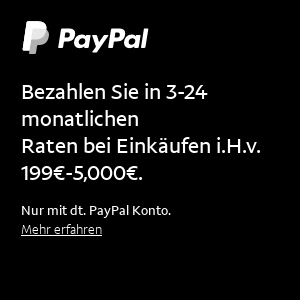 PayPal
Bezahlen Sie in 3-24
monatlichen
Raten bei Einkäufen i.H.v.
199€-5,000€.
Nur mit dt. PayPal Konto.
Mehr erfahren